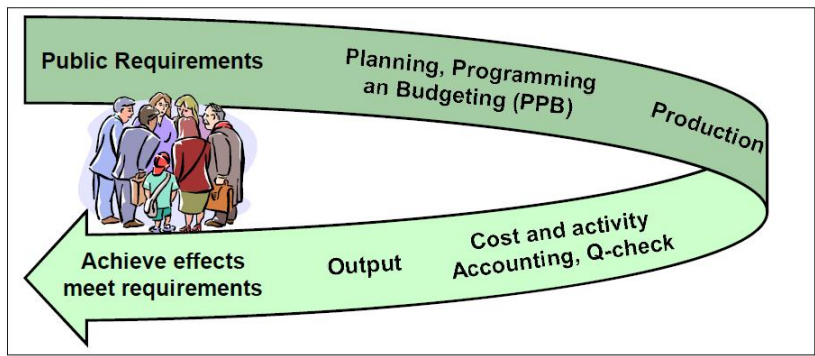 Public Requirements
Planning, Programming
an Budgeting (PPB)
Production
Cost and activity
Accounting, Q-check
Output
Achieve effects
meet requirements